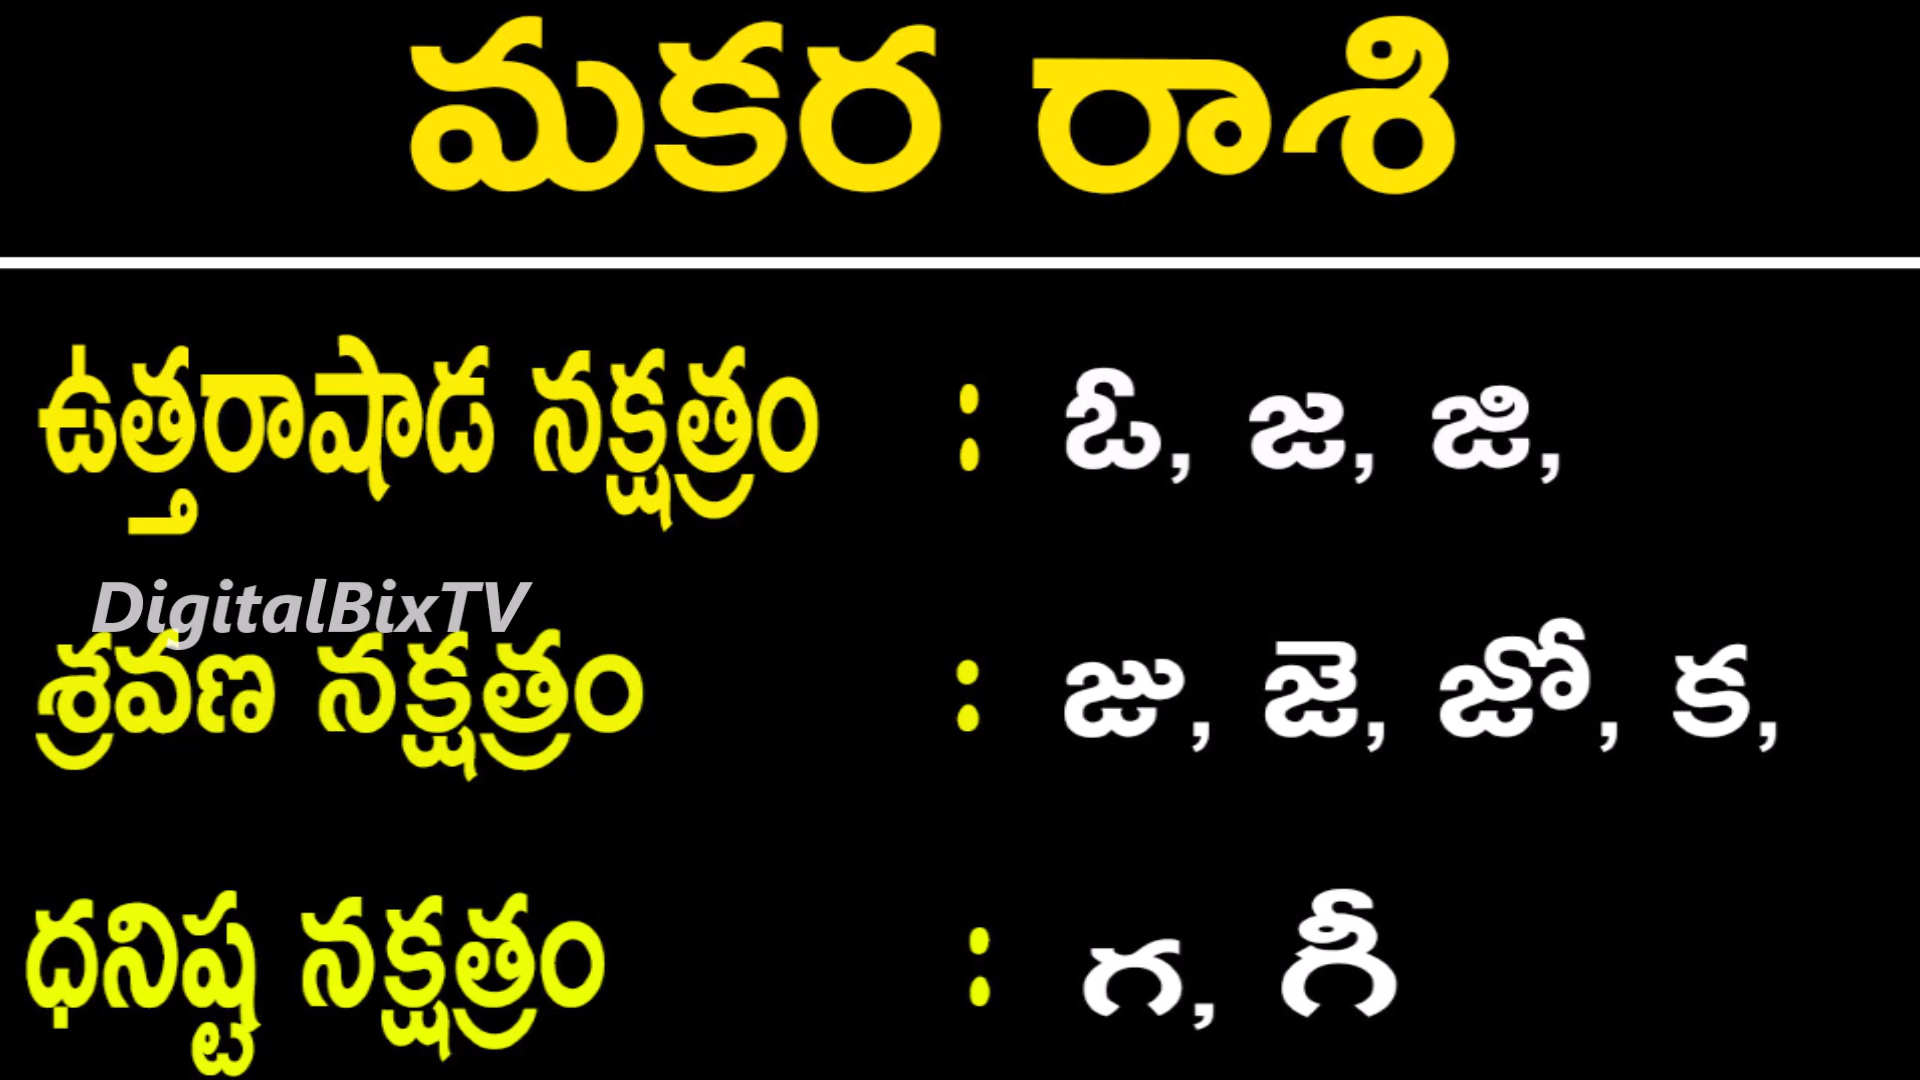 మకర రాశి
ఉత్తరాషాడ నక్షత్రం : ఓ, జ, జి,
DigitalBixTV
శ్రవణ నక్షత్రం : జు, జె, జో, క,
ధనిష్ట నక్షత్రం : గ, గీ